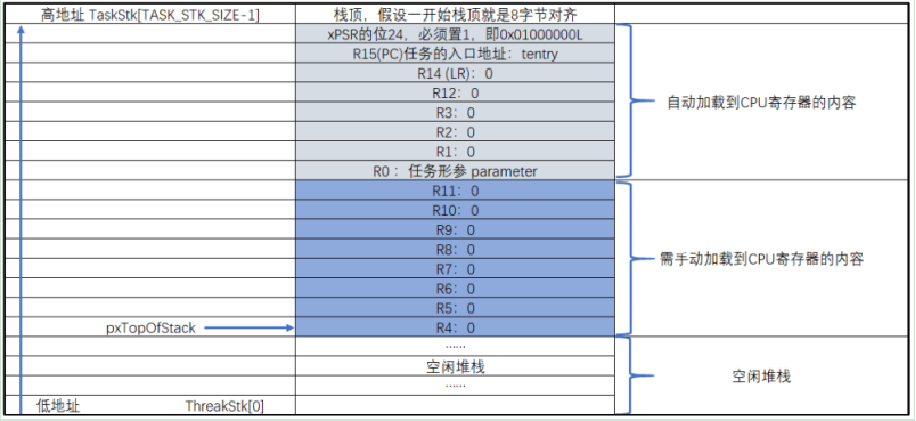 高地址 TaskStk[TASK_STK_SIZE-1]
栈顶，假设一开始栈顶就是8字节对齐
xPSR的位24，必须置1，即0x01000000L
R15(PC)任务的入口地址：tentry
R14 (LR)：0
R12：0
R3：0
R2：0
R1：0
R0 ：任务形参 parameter
自动加载到CPU寄存器的内容
R11：0
R10：0
R9：0
R8：0
R7：0
R6：0
R5：0
R4：0
需手动加载到CPU寄存器的内容
pxTopOfStack
……
空闲堆栈
……
空闲堆栈
低地址 ThreakStk[0]